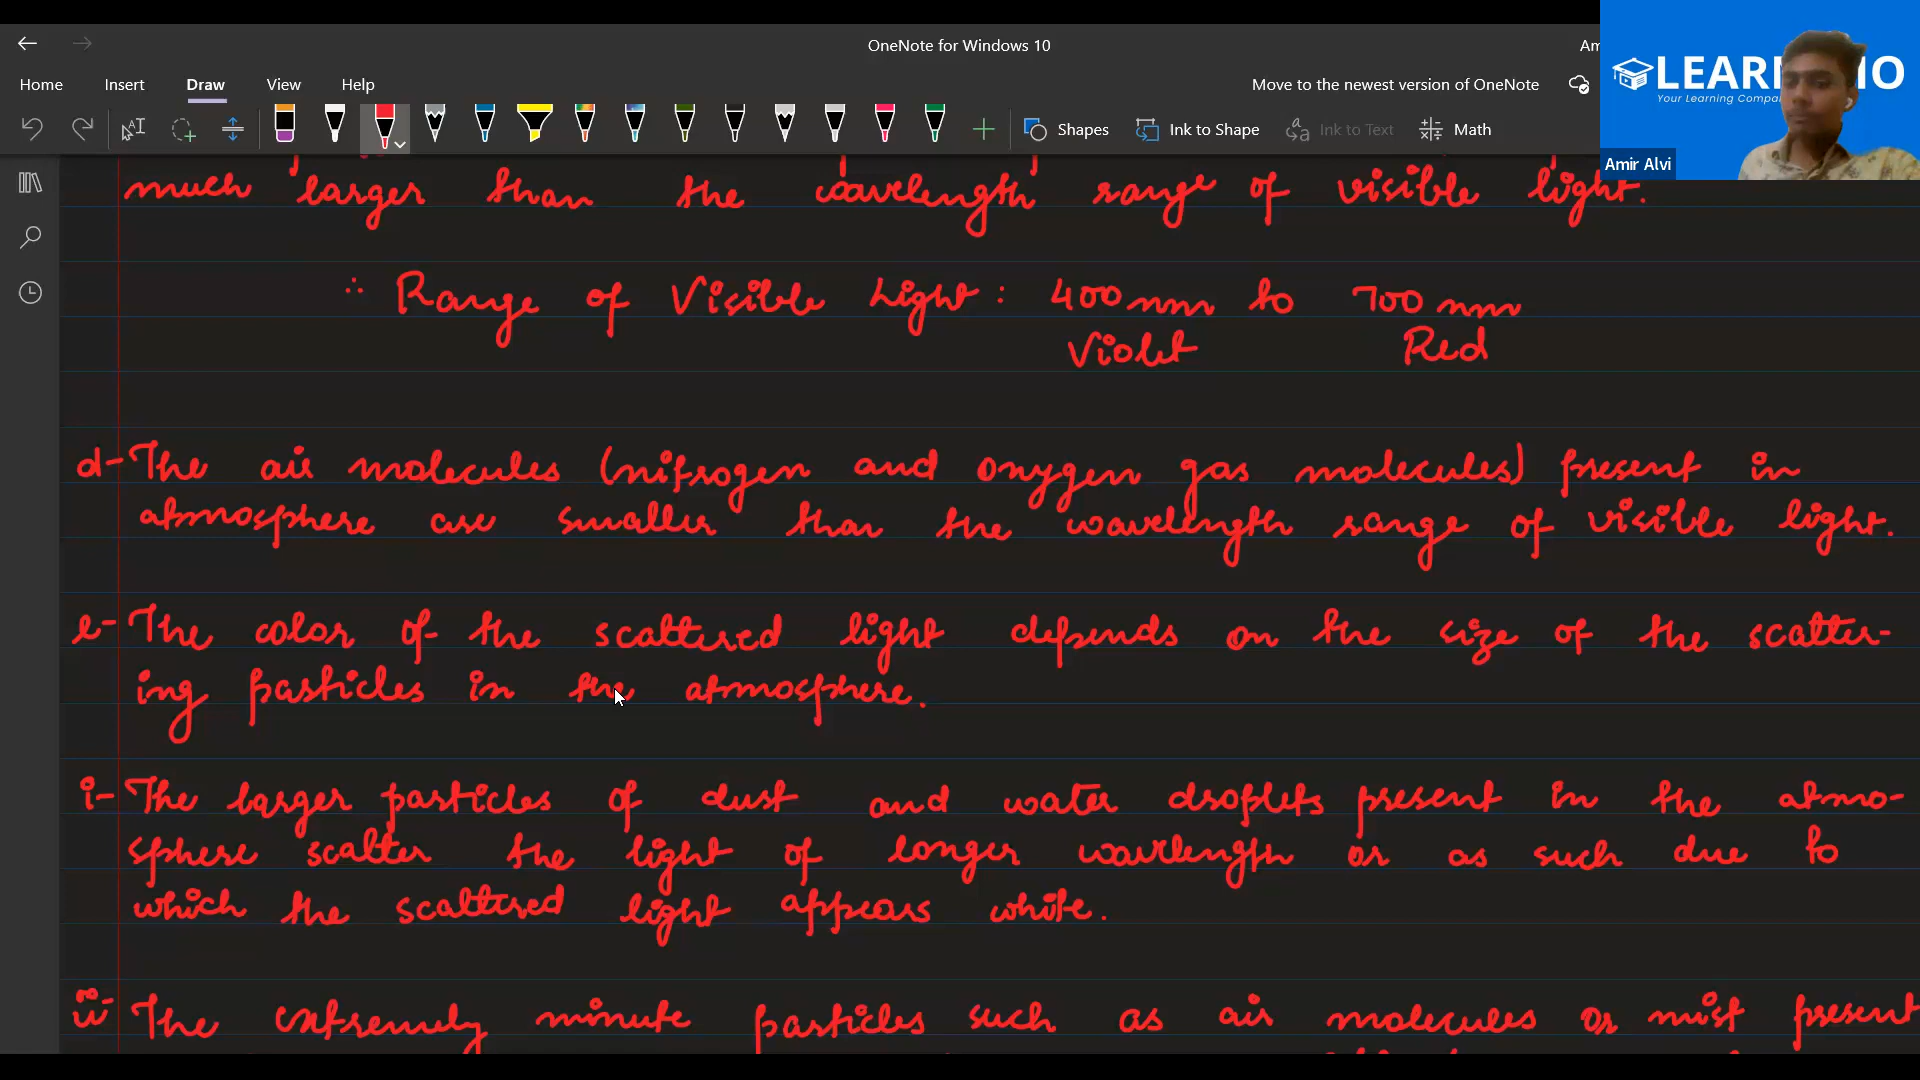 OneNote for Windows 10
Am
LEARN IO
Your Learning Compa
Amir Alvi
Home Insert Draw View Help Move to the newest version of OneNote
Shapes Ink to Shape Ink to Text Math
much larger than the wavelength range of visible light.
∴ Range of Visible Light : 400 nm to 700 nm
Violet Red
d- The air molecules (nitrogen and oxygen gas molecules) present in
atmosphere are smaller than the wavelength range of visible light.
e- The color of the scattered light depends on the size of the scatter-
ing particles in the atmosphere.
i- The larger particles of dust and water droplets present in the atmo-
sphere scatter the light of longer wavelength or as such due to
which the scattered light appears white.
ii- The extremely minute particles such as air molecules or mist present